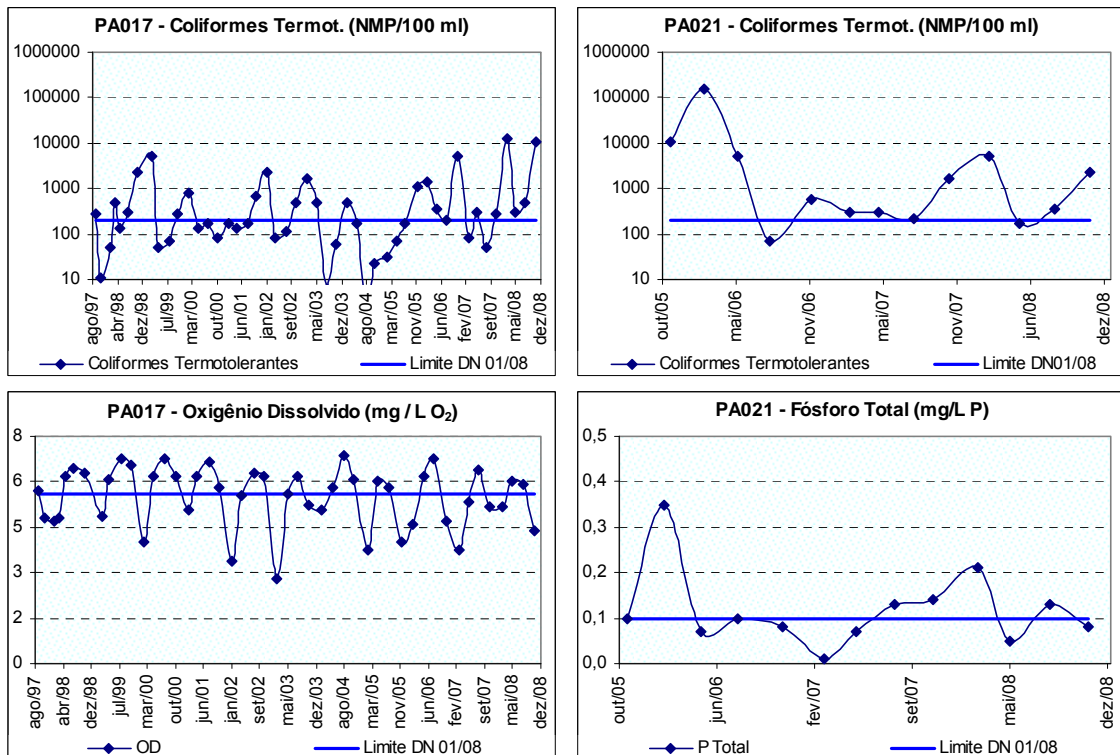 PA017 - Coliformes Termot. (NMP/100 ml)
1000000
100000
10000
1000
100
10
ago/97
abr/98
dez/98
jul/99
mar/00
out/00
jun/01
jan/02
set/02
mai/03
dez/03
ago/04
mar/05
nov/05
jun/06
fev/07
set/07
mai/08
dez/08
Coliformes Termotolerantes
Limite DN 01/08
PA021 - Coliformes Termot. (NMP/100 ml)
1000000
100000
10000
1000
100
10
out/05
mai/06
nov/06
mai/07
nov/07
jun/08
dez/08
Coliformes Termotolerantes
Limite DN01/08
PA017 - Oxigênio Dissolvido (mg / L O₂)
8
6
5
3
2
0
ago/97
abr/98
dez/98
jul/99
mar/00
out/00
jun/01
jan/02
set/02
mai/03
dez/03
ago/04
mar/05
nov/05
jun/06
fev/07
set/07
mai/08
dez/08
OD
Limite DN 01/08
PA021 - Fósforo Total (mg/L P)
0,5
0,4
0,3
0,2
0,1
0,0
out/05
jun/06
fev/07
set/07
mai/08
dez/08
P Total
Limite DN 01/08